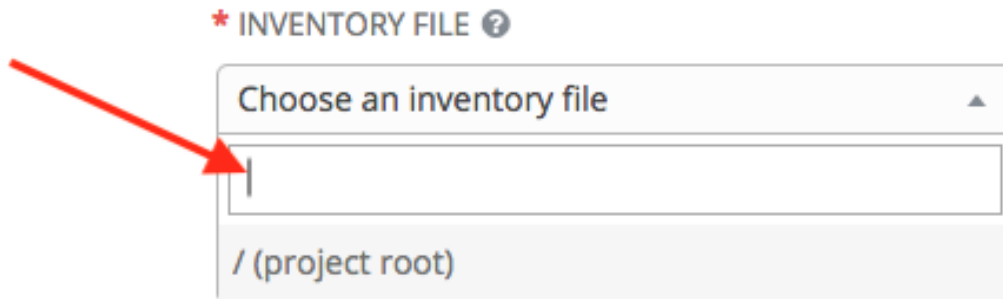 * INVENTORY FILE ?
Choose an inventory file
/ (project root)